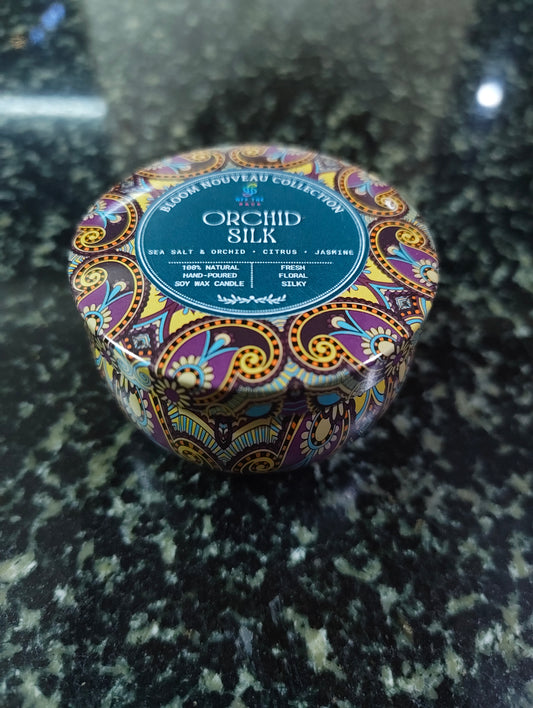 BLOOM NOUVEAU COLLECTION
ORCHID
SILK
SEA SALT & ORCHID • CITRUS • JASMINE
100% NATURAL
HAND-POURED
SOY WAX CANDLE
FRESH
FLORAL
SILKY